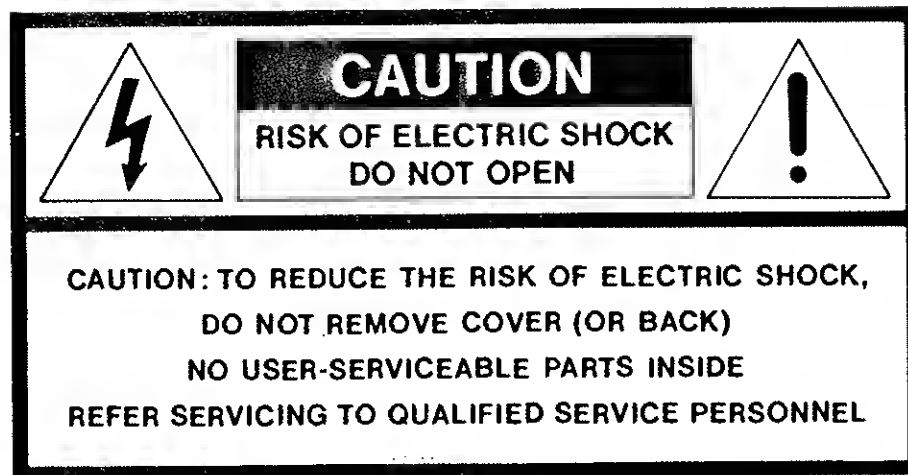 CAUTION
RISK OF ELECTRIC SHOCK
DO NOT OPEN
CAUTION: TO REDUCE THE RISK OF ELECTRIC SHOCK,
DO NOT REMOVE COVER (OR BACK)
NO USER-SERVICEABLE PARTS INSIDE
REFER SERVICING TO QUALIFIED SERVICE PERSONNEL